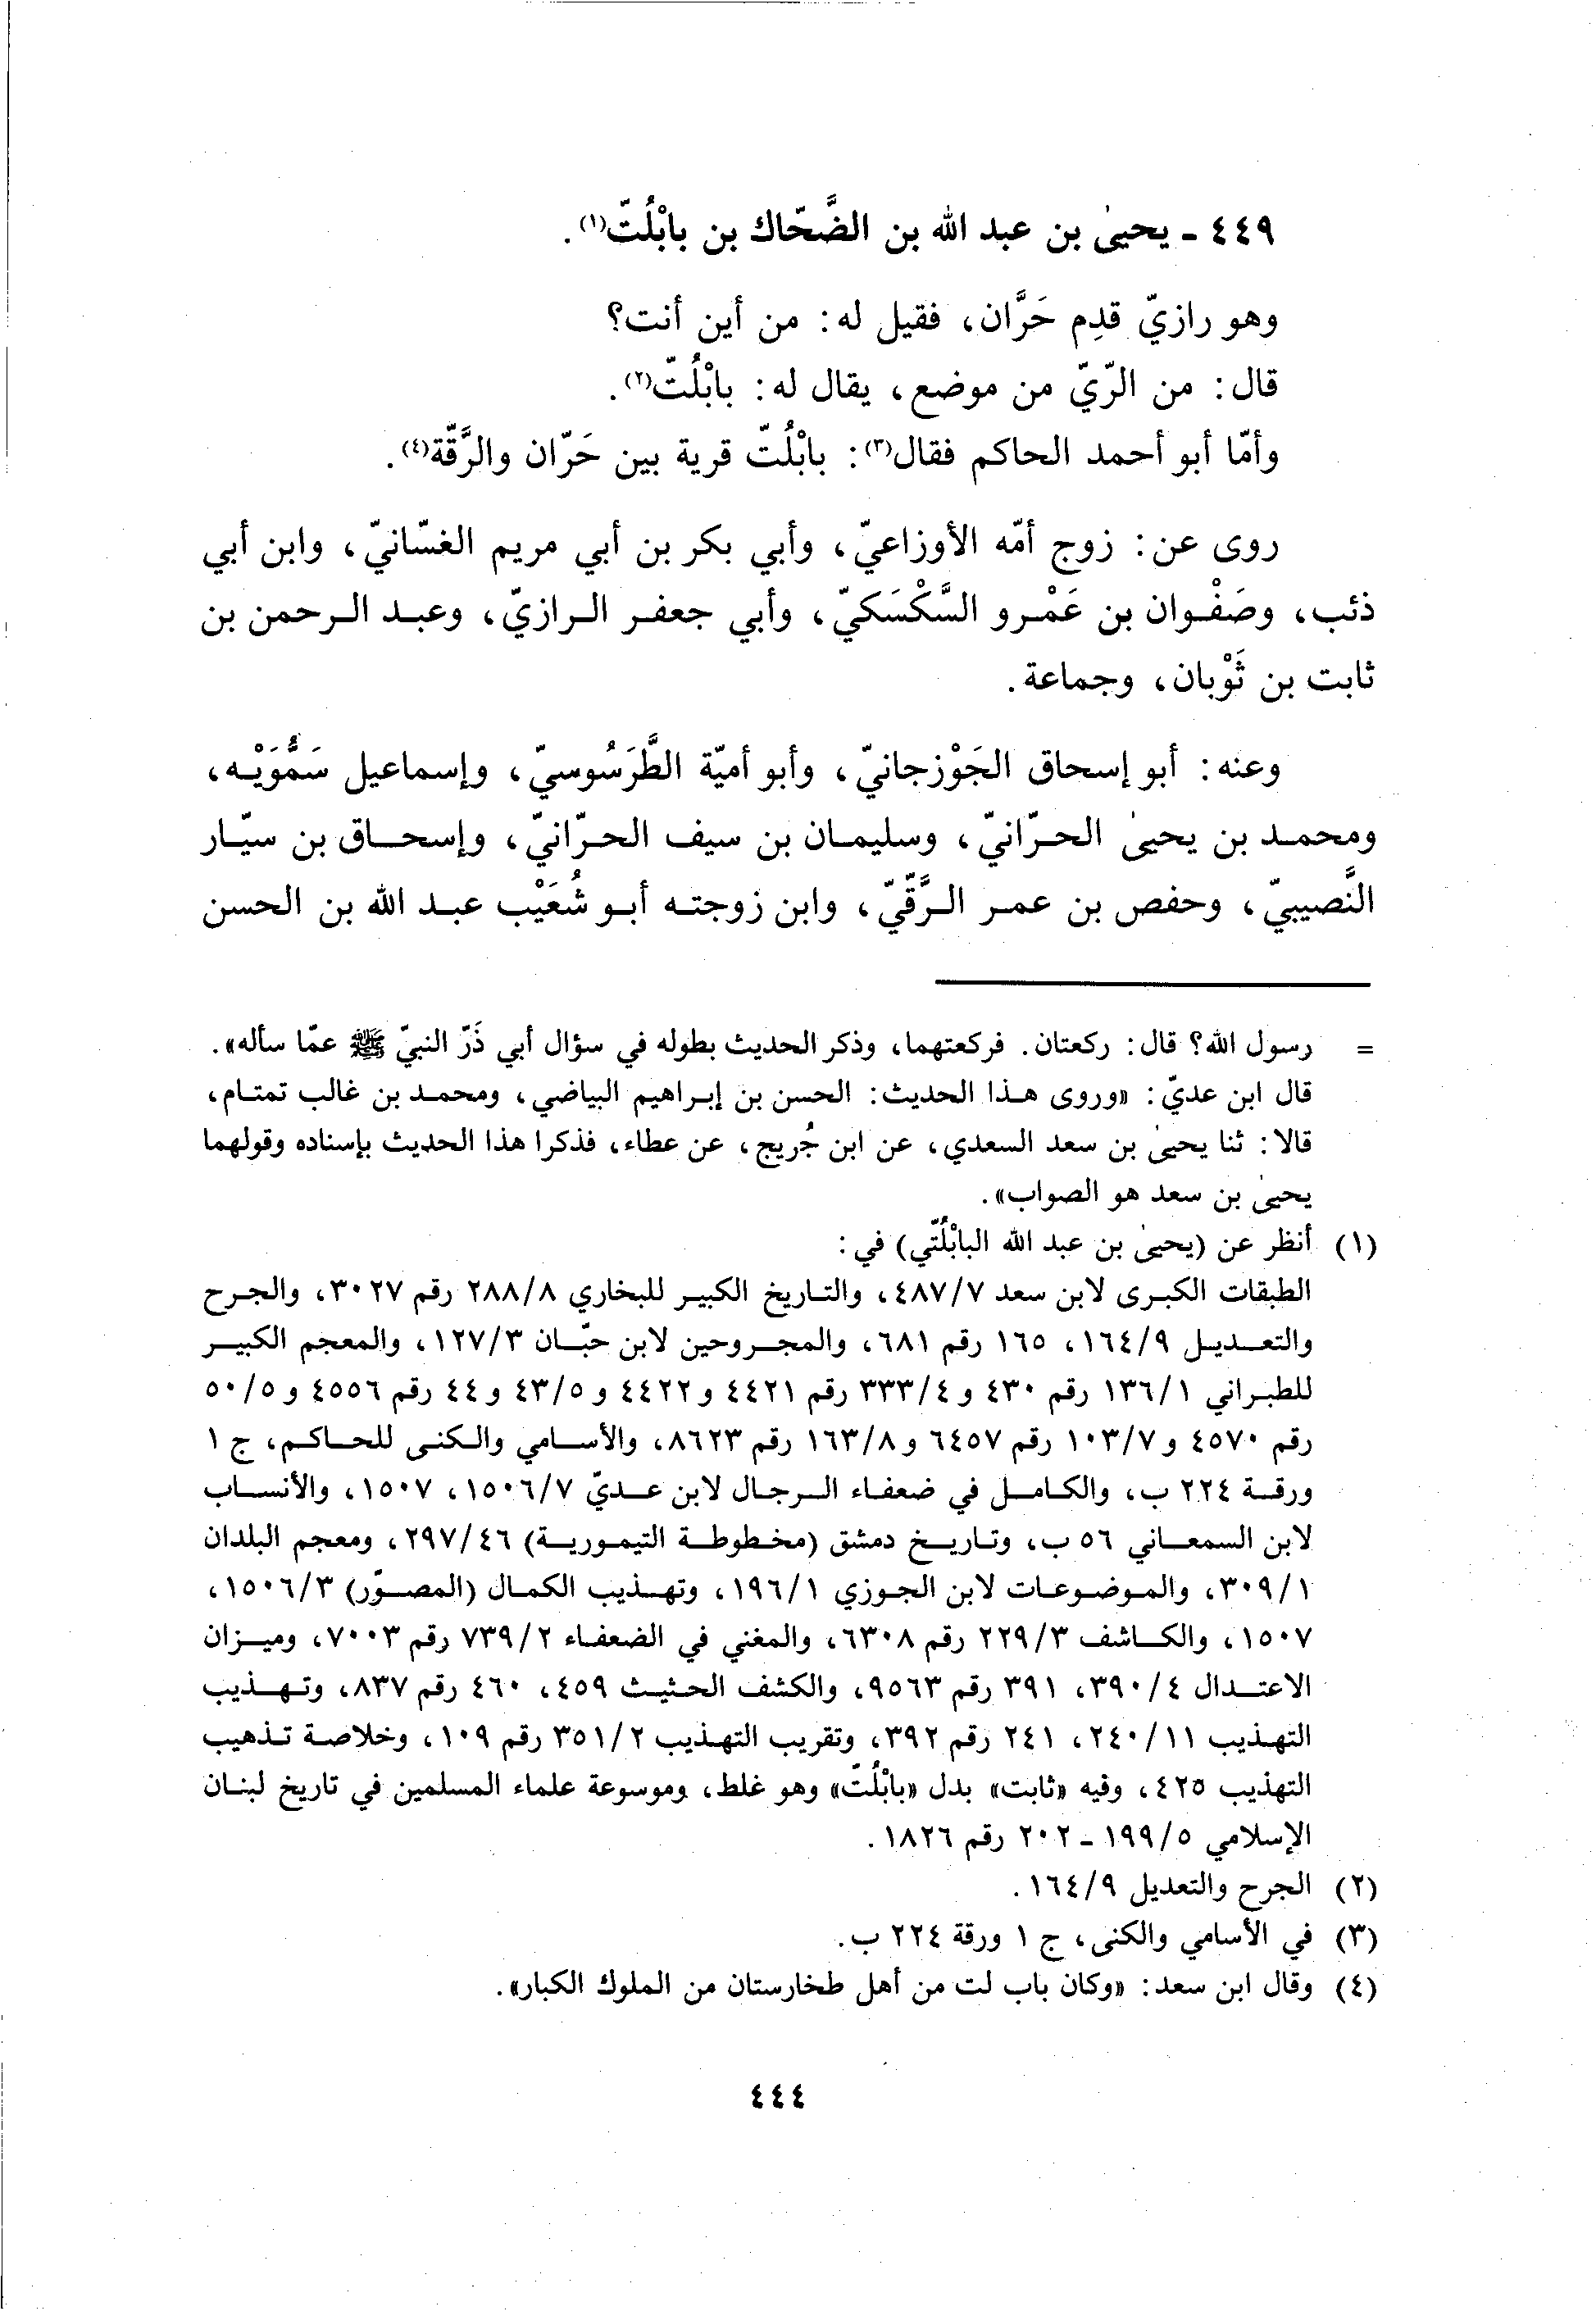 ٤٤٩ - يحيىٰ بن عبد الله بن الضَّحّاك بن بابْلُتّ(١).
وهو رازيّ قدِم حَرَّان، فقيل له: من أين أنت؟
قال: من الرّيّ من موضع، يقال له: بابْلُتّ(٢).
وأمّا أبو أحمد الحاكم فقال(٣): بابْلُتّ قرية بين حَرّان والرَّقّة(٤).
روى عن: زوج أمّه الأوزاعيّ، وأبي بكر بن أبي مريم الغسّانيّ، وابن أبي
ذئب، وصَفْوان بن عَمْرو السَّكْسَكيّ، وأبي جعفر الرازيّ، وعبد الرحمن بن
ثابت بن ثَوْبان، وجماعة.
وعنه: أبو إسحاق الجَوْزجانيّ، وأبو أميّة الطَّرَسُوسيّ، وإسماعيل سَمُّوَيْه،
ومحمد بن يحيىٰ الحرّانيّ، وسليمان بن سيف الحرّانيّ، وإسحاق بن سيّار
النَّصيبيّ، وحفص بن عمر الرَّقّيّ، وابن زوجته أبو شُعَيْب عبد الله بن الحسن
= رسول الله؟ قال: ركعتان. فركعتهما، وذكر الحديث بطوله في سؤال أبي ذَرّ النبيّ ﷺ عمّا سأله».
قال ابن عديّ: «وروى هذا الحديث: الحسن بن إبراهيم البياضي، ومحمد بن غالب تمتام،
قالا: ثنا يحيىٰ بن سعد السعدي، عن ابن جُريج، عن عطاء، فذكرا هذا الحديث بإسناده وقولهما
يحيىٰ بن سعد هو الصواب».
(١) أنظر عن (يحيىٰ بن عبد الله البابْلُتّي) في:
الطبقات الكبرى لابن سعد ٤٨٧/٧، والتاريخ الكبير للبخاري ٢٨٨/٨ رقم ٣٠٢٧، والجرح
والتعديل ١٦٤/٩، ١٦٥ رقم ٦٨١، والمجروحين لابن حبّان ١٢٧/٣، والمعجم الكبير
للطبراني ١٣٦/١ رقم ٤٣٠ و ٣٣٣/٤ رقم ٤٤٢١ و٤٤٢٢ و ٤٣/٥ و٤٤ رقم ٤٥٥٦ و ٥٠/٥
رقم ٤٥٧٠ و١٠٣/٧ رقم ٦٤٥٧ و١٦٣/٨ رقم ٨٦٢٣، والأسامي والكنى للحاكم، ج ١
ورقة ٢٢٤ ب، والكامل في ضعفاء الرجال لابن عديّ ١٥٠٦/٧، ١٥٠٧، والأنساب
لابن السمعاني ٥٦ ب، وتاريخ دمشق (مخطوطة التيمورية) ٢٩٧/٤٦، ومعجم البلدان
٣٠٩/١، والموضوعات لابن الجوزي ١٩٦/١، وتهذيب الكمال (المصوّر) ١٥٠٦/٣،
١٥٠٧، والكاشف ٢٢٩/٣ رقم ٦٣٠٨، والمغني في الضعفاء ٧٣٩/٢ رقم ٧٠٠٣، وميزان
الاعتدال ٣٩٠/٤، ٣٩١ رقم ٩٥٦٣، والكشف الحثيث ٤٥٩، ٤٦٠ رقم ٨٣٧، وتهذيب
التهذيب ٢٤٠/١١، ٢٤١ رقم ٣٩٢، وتقريب التهذيب ٣٥١/٢ رقم ١٠٩، وخلاصة تذهيب
التهذيب ٤٢٥، وفيه «ثابت» بدل «بابْلُتّ» وهو غلط، وموسوعة علماء المسلمين في تاريخ لبنان
الإسلامي ١٩٩/٥ - ٢٠٢ رقم ١٨٢٦.
(٢) الجرح والتعديل ١٦٤/٩.
(٣) في الأسامي والكنى، ج ١ ورقة ٢٢٤ ب.
(٤) وقال ابن سعد: «وكان باب لت من أهل طخارستان من الملوك الكبار».
٤٤٤